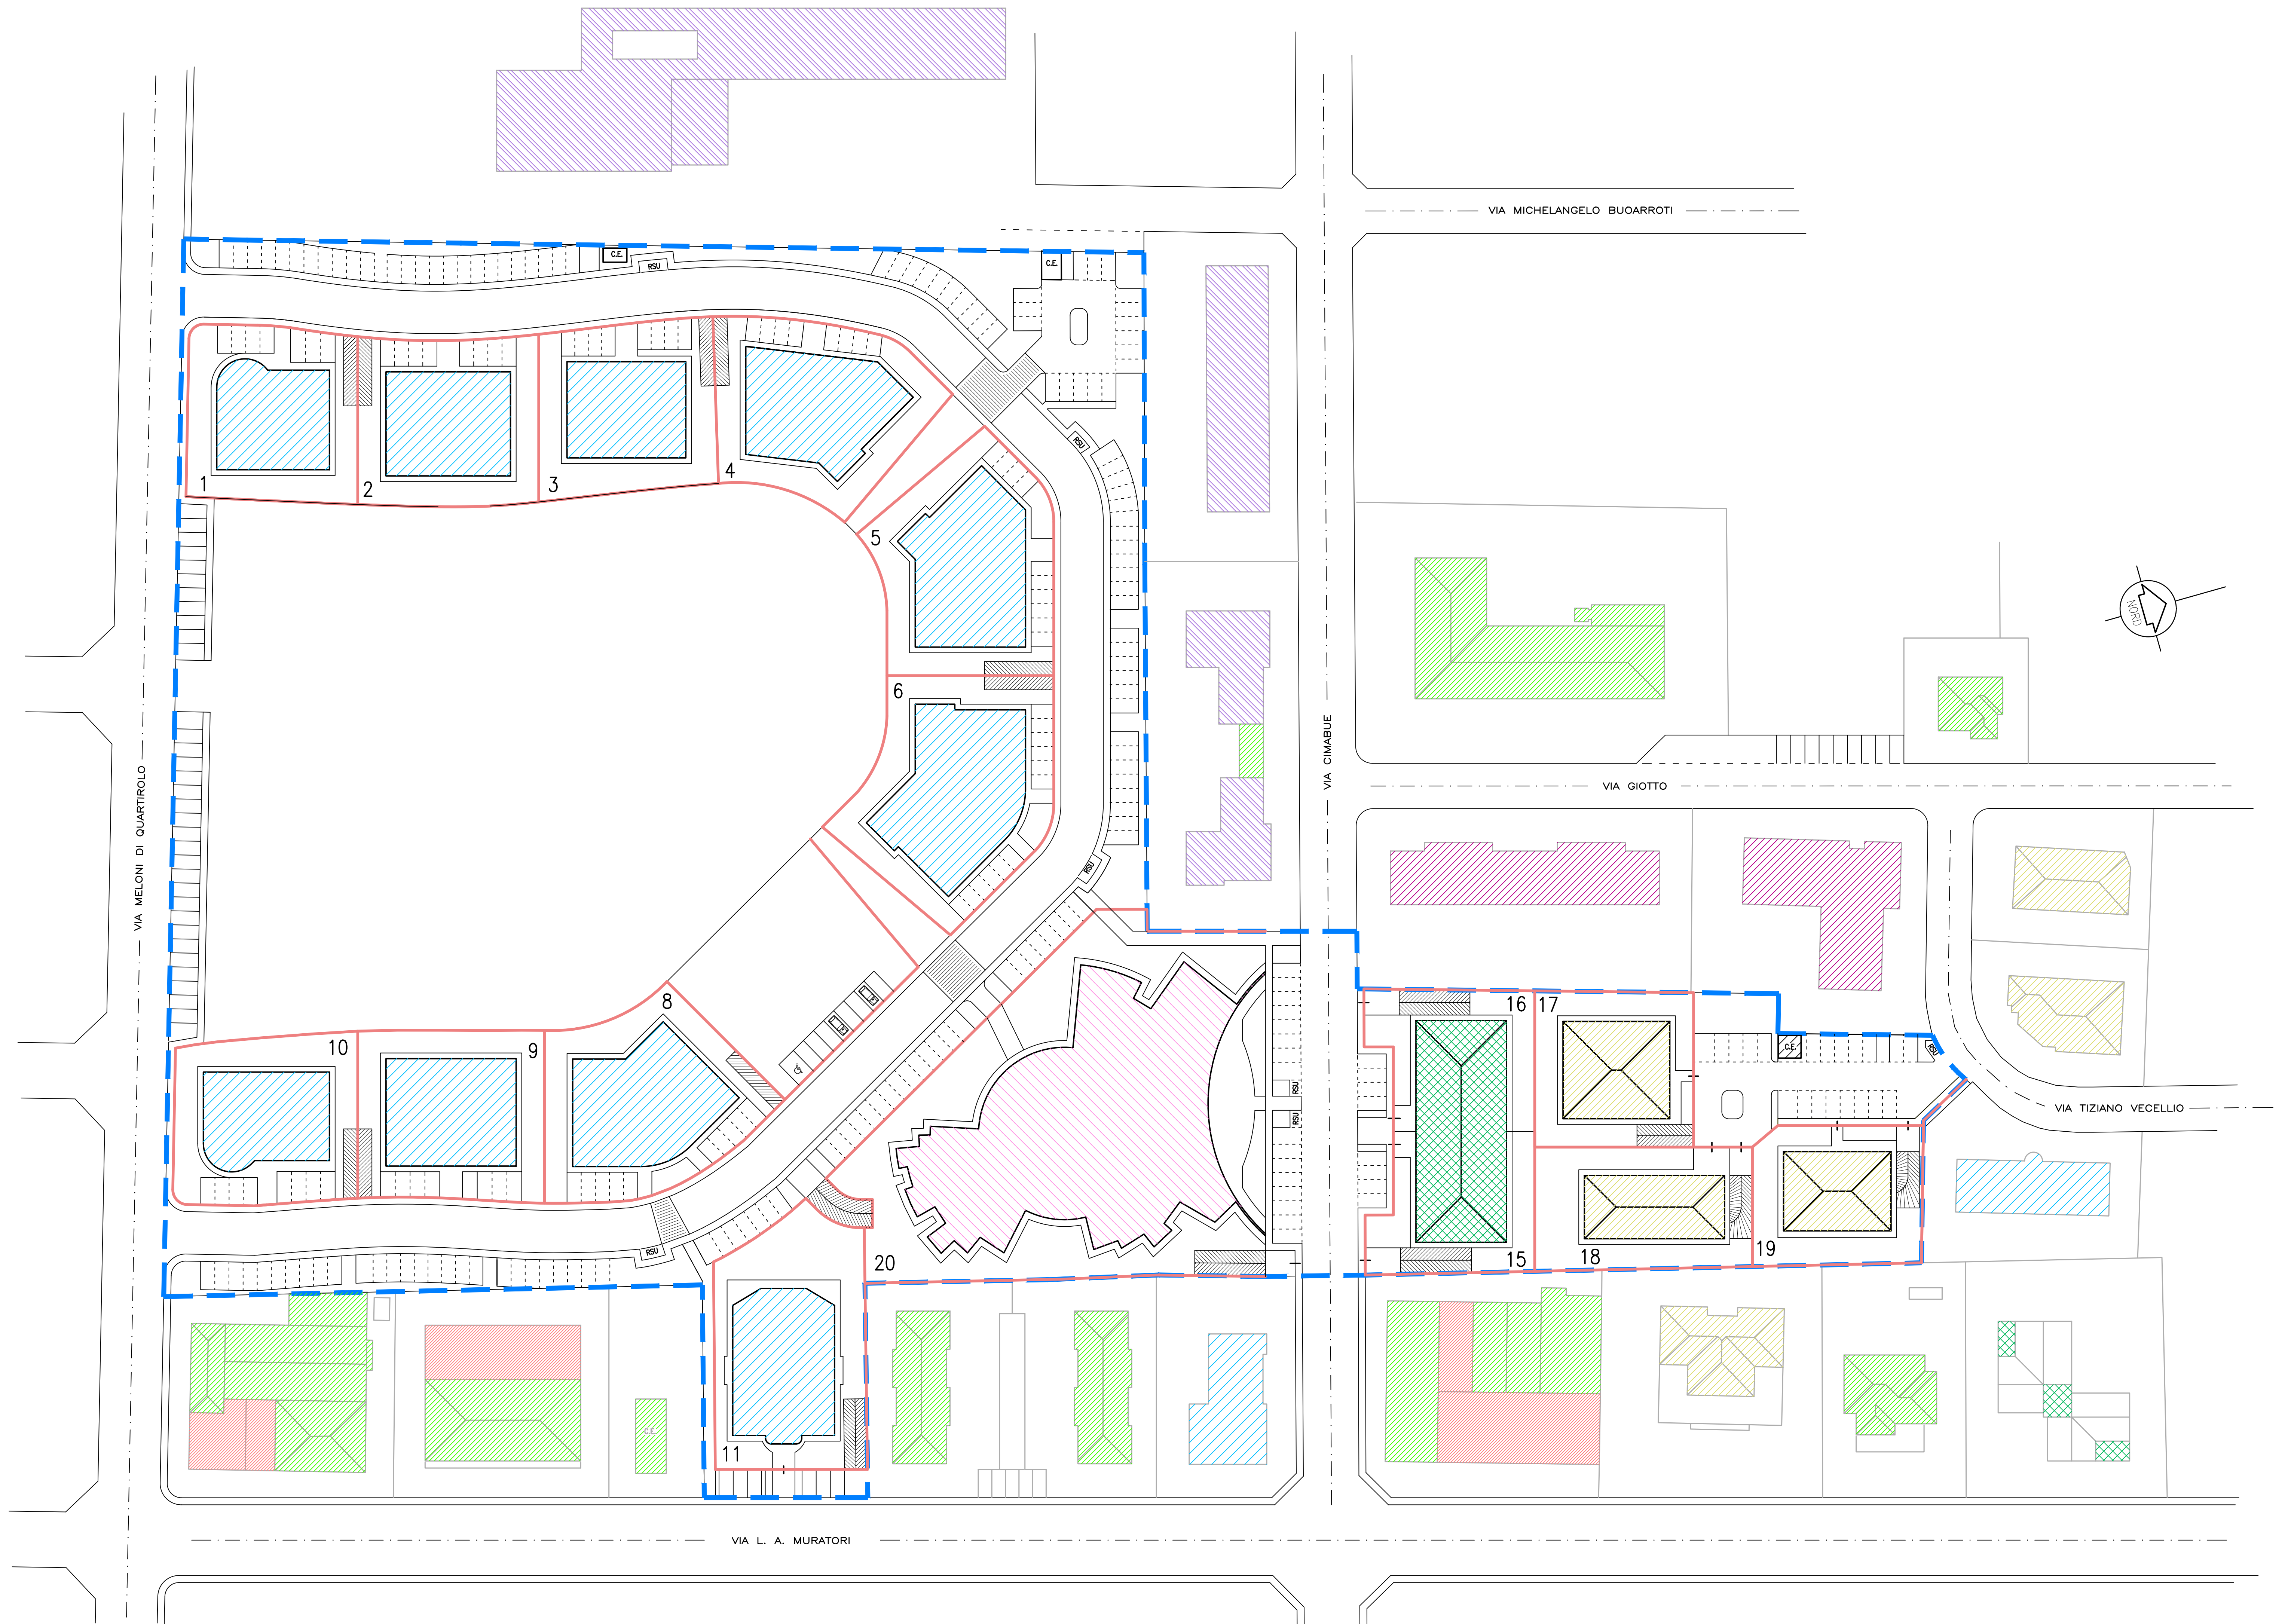 VIA MICHELANGELO BUOARROTI
C.E.
RSU
C.E.
RSU
1
2
3
4
5
6
NORD
VIA MELONI DI QUARTIROLO
VIA CIMABUE
VIA GIOTTO
RSU
8
16
17
10
9
C.E.
RSU
RSU
RSU
VIA TIZIANO VECELLIO
RSU
20
15
18
19
C.E.
11
VIA L. A. MURATORI